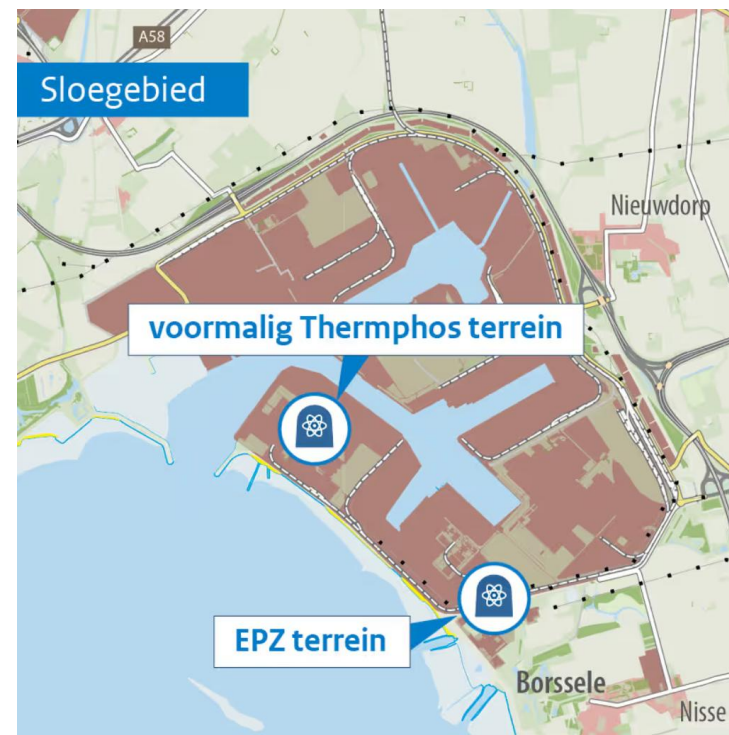 A58
Sloegebied
Nieuwdorp
voormalig Thermphos terrein
EPZ terrein
Borssele
Nisse